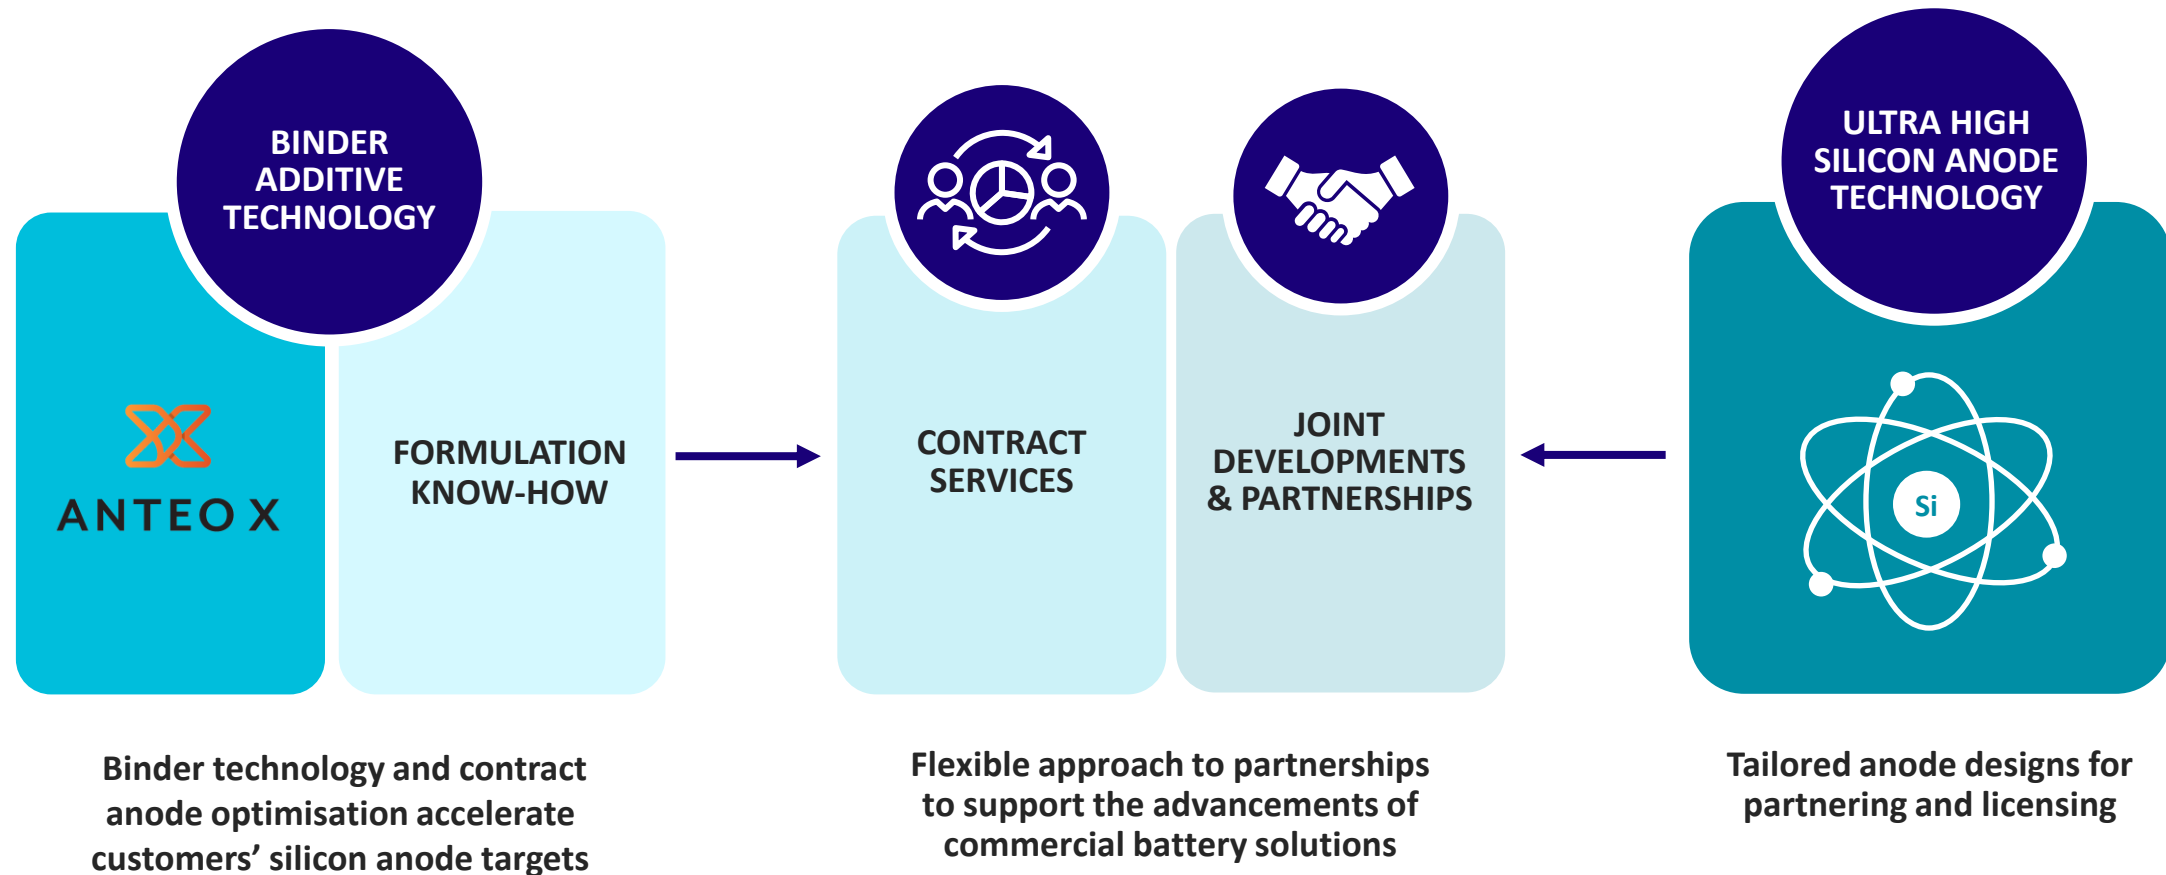 BINDER
ADDITIVE
TECHNOLOGY
ANTEO X
FORMULATION
KNOW-HOW
Binder technology and contract
anode optimisation accelerate
customers’ silicon anode targets
CONTRACT
SERVICES
JOINT
DEVELOPMENTS
& PARTNERSHIPS
Flexible approach to partnerships
to support the advancements of
commercial battery solutions
ULTRA HIGH
SILICON ANODE
TECHNOLOGY
Si
Tailored anode designs for
partnering and licensing